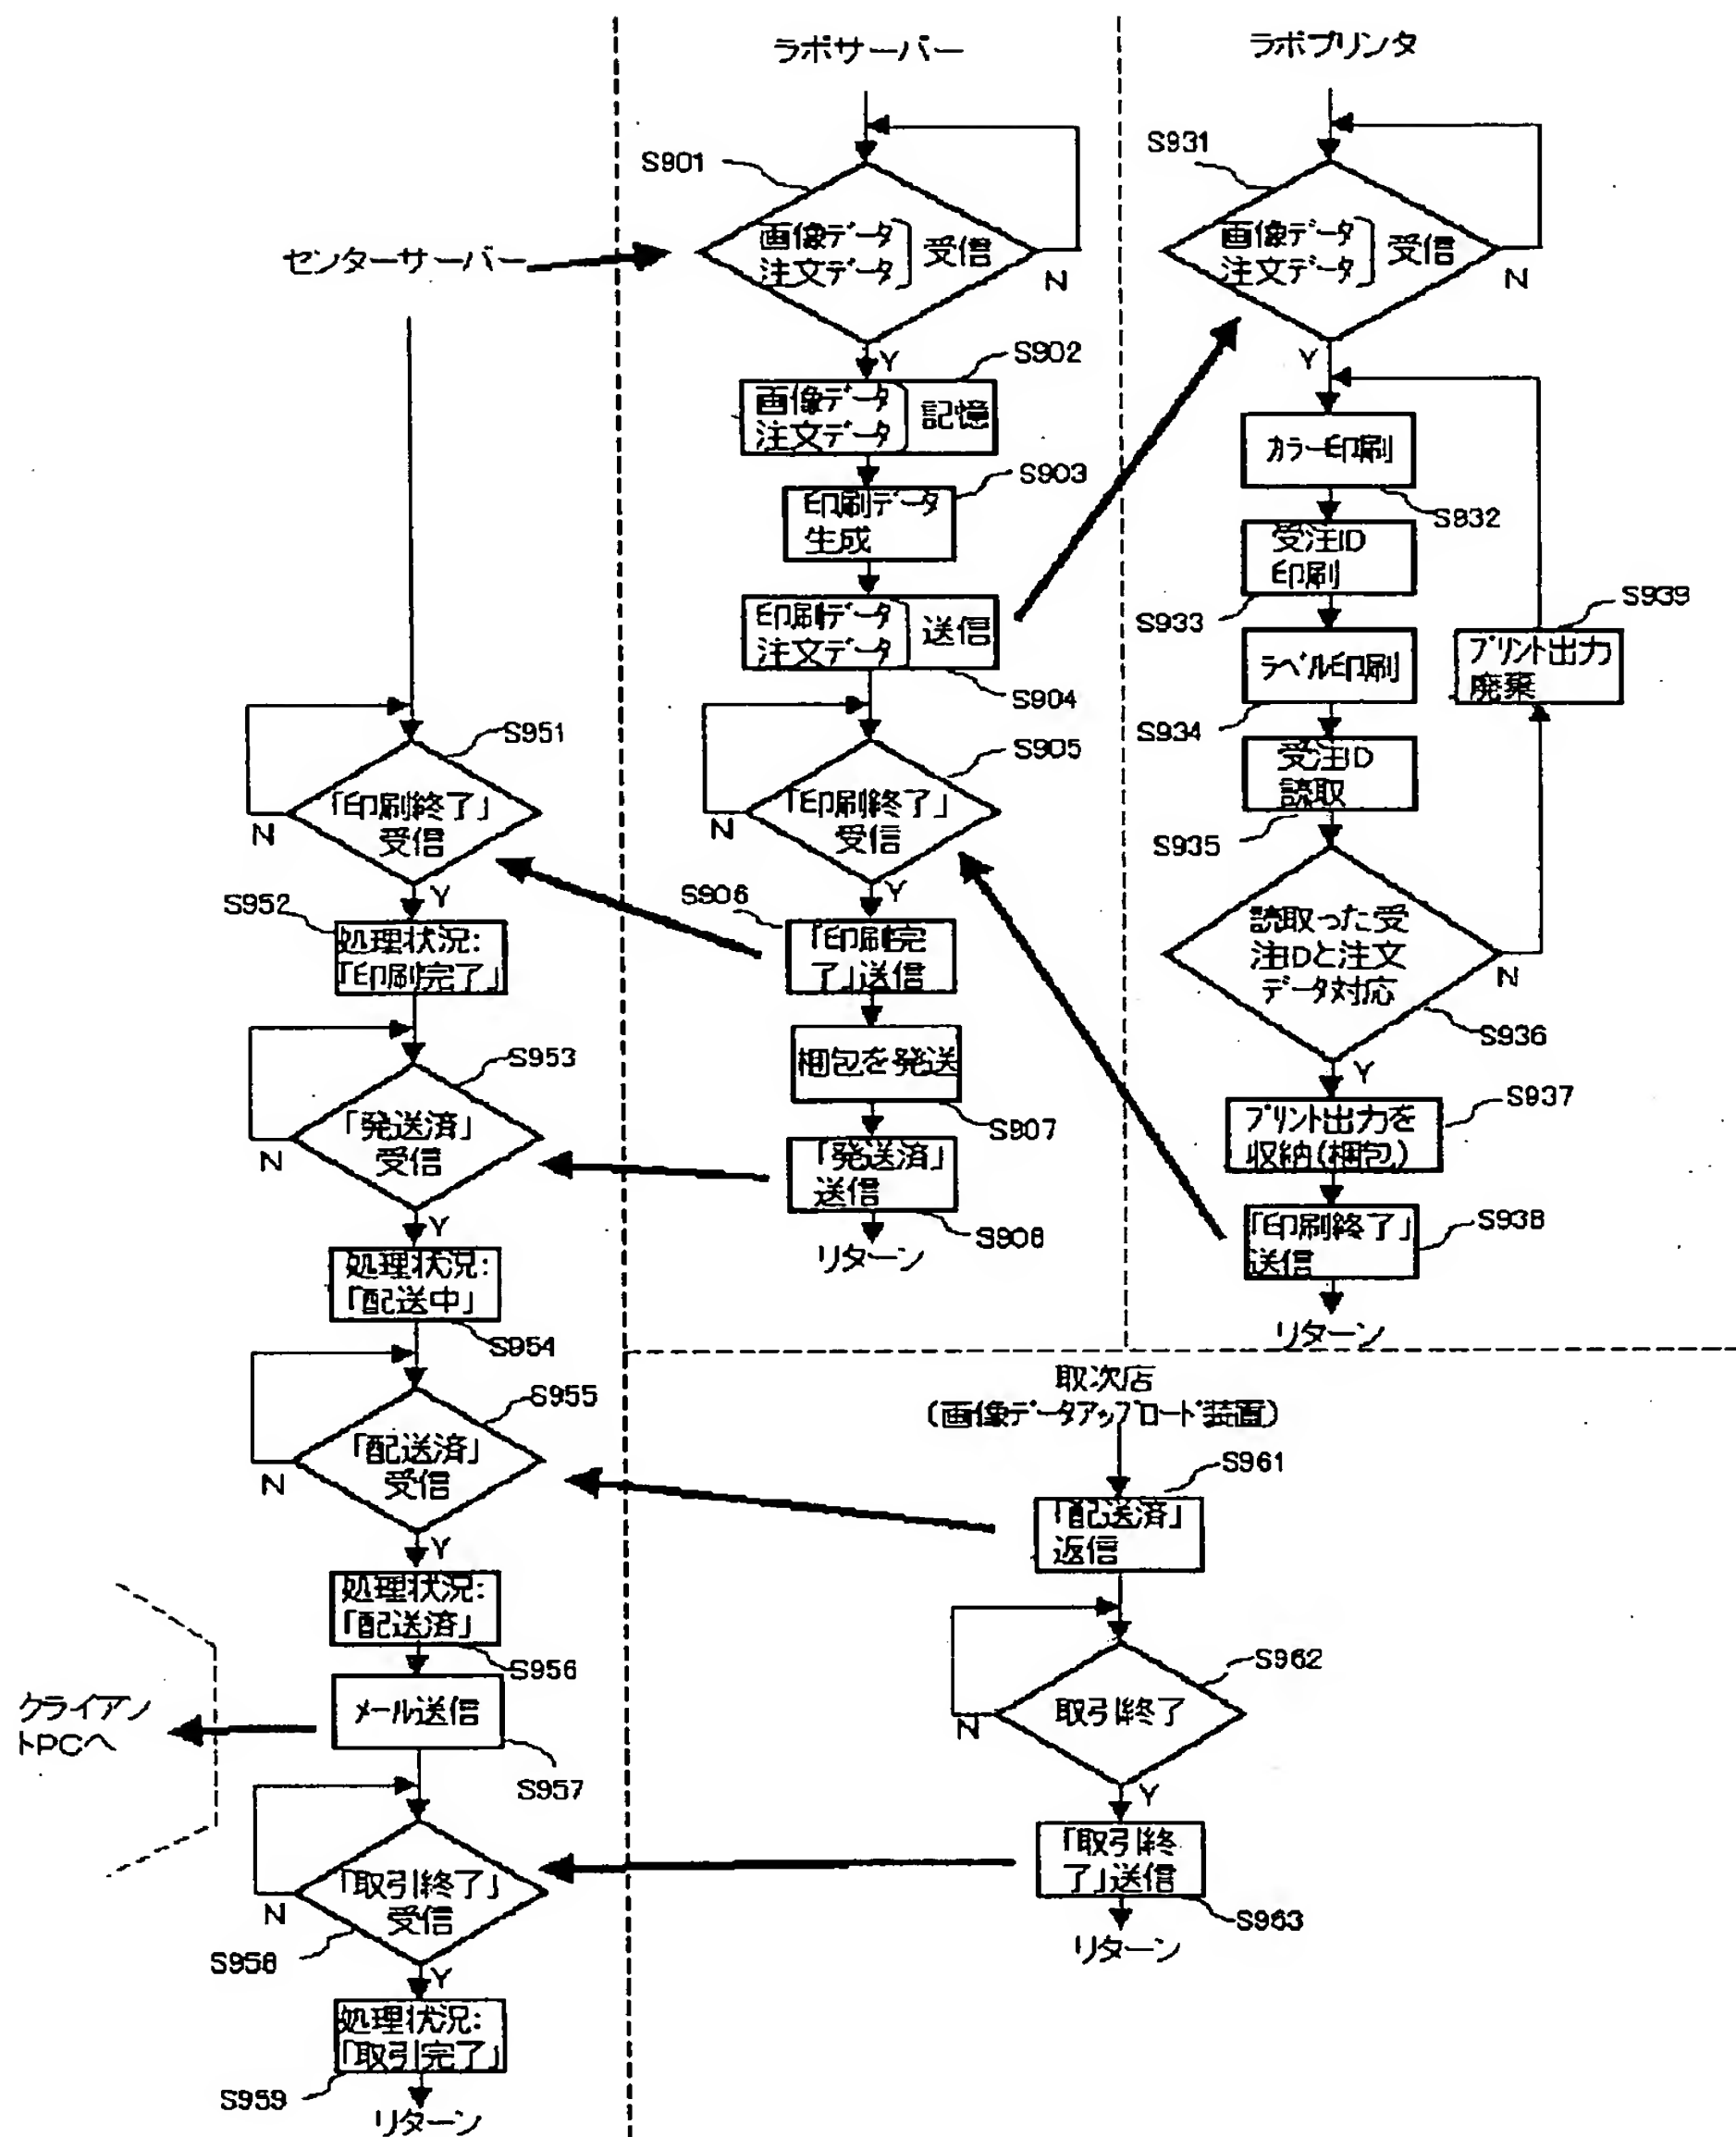 センターサーバー
S951
「印刷終了」
受信
N
Y
S952
処理状況:
「印刷完了」
S953
「発送済」
受信
N
Y
処理状況:
「配送中」
S954
S955
「配送済」
受信
N
Y
処理状況:
「配送済」
S956
メール送信
S957
クライアン
トPCへ
「取引終了」
受信
N
S958
Y
処理状況:
「取引完了」
S959
リターン
ラボサーバー
S901
画像データ
注文データ
受信
N
Y
S902
画像データ
注文データ
記憶
S903
印刷データ
生成
印刷データ
注文データ
送信
S904
S905
「印刷終了」
受信
N
Y
S906
「印刷完
了」送信
梱包を発送
S907
「発送済」
送信
S908
リターン
ラボプリンタ
S931
画像データ
注文データ
受信
N
Y
カラー印刷
S932
受注ID
印刷
S933
ラベル印刷
S934
受注ID
読取
S935
読取った受
注IDと注文
データ対応
N
S936
Y
S939
プリント出力
廃棄
プリント出力を
収納(梱包)
S937
「印刷終了」
送信
S938
リターン
取次店
(画像データアップロード装置)
S961
「配送済」
返信
S962
取引終了
N
Y
「取引終
了」送信
S963
リターン